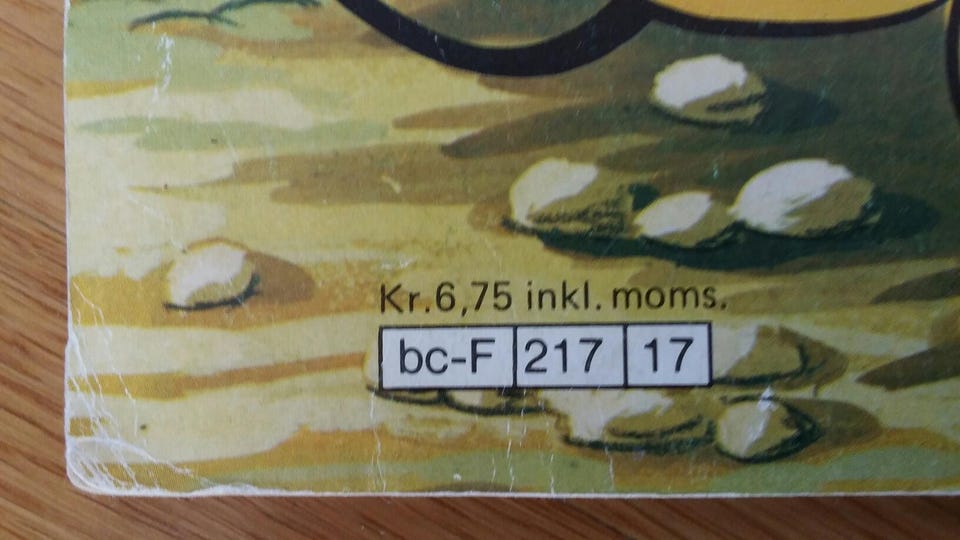 Kr.6,75 inkl. moms.
bc-F 217 17